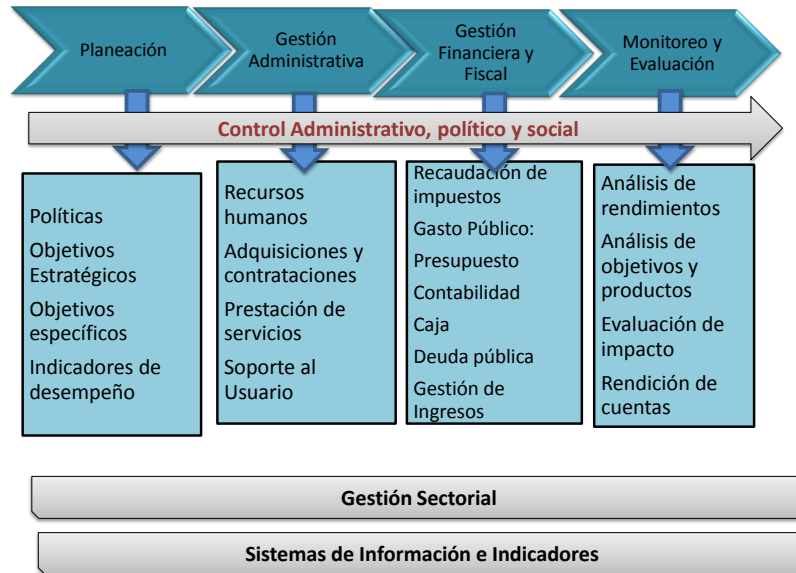 Planeación
Gestión
Administrativa
Gestión
Financiera y
Fiscal
Monitoreo y
Evaluación
Control Administrativo, político y social
Políticas
Objetivos
Estratégicos
Objetivos
específicos
Indicadores de
desempeño
Recursos
humanos
Adquisiciones y
contrataciones
Prestación de
servicios
Soporte al
Usuario
Recaudación de
impuestos
Gasto Público:
Presupuesto
Contabilidad
Caja
Deuda pública
Gestión de
Ingresos
Análisis de
rendimientos
Análisis de
objetivos y
productos
Evaluación de
impacto
Rendición de
cuentas
Gestión Sectorial
Sistemas de Información e Indicadores